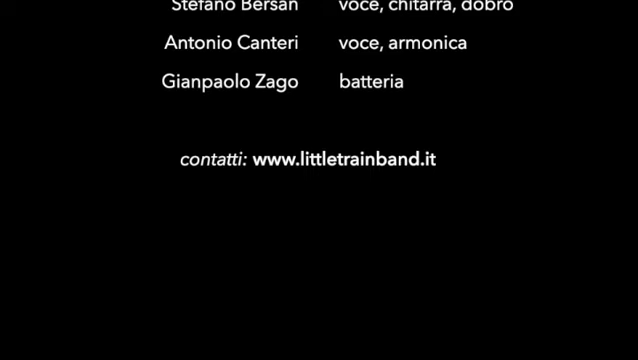 Stefano Bersan voce, chitarra, dobro
Antonio Canteri voce, armonica
Gianpaolo Zago batteria
contatti: www.littletrainband.it